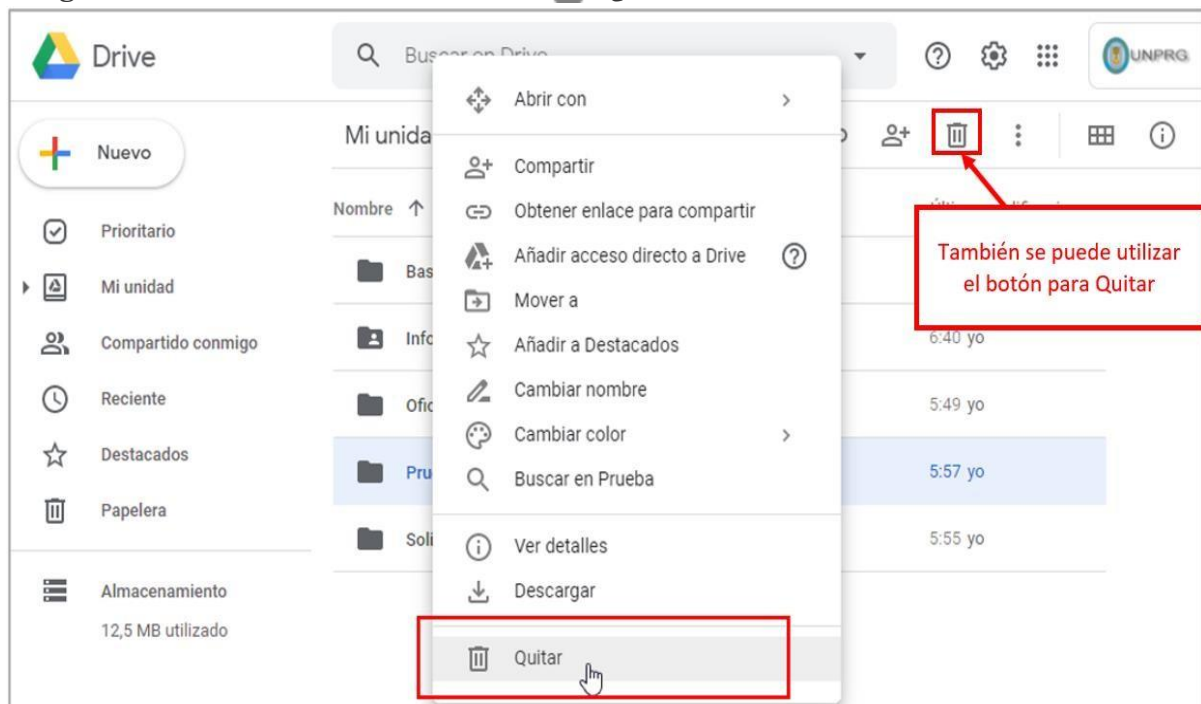 Drive
Buscar en Drive
UNPRG
Abrir con
Mi unida
Nuevo
Compartir
Nombre
Obtener enlace para compartir
Prioritario
Añadir acceso directo a Drive
También se puede utilizar
el botón para Quitar
Bas
Mi unidad
Mover a
Info
Compartido conmigo
Añadir a Destacados
6:40 yo
Cambiar nombre
Reciente
Ofic
5:49 yo
Cambiar color
Destacados
Pru
Buscar en Prueba
5:57 yo
Papelera
Soli
Ver detalles
5:55 yo
Almacenamiento
Descargar
12,5 MB utilizado
Quitar